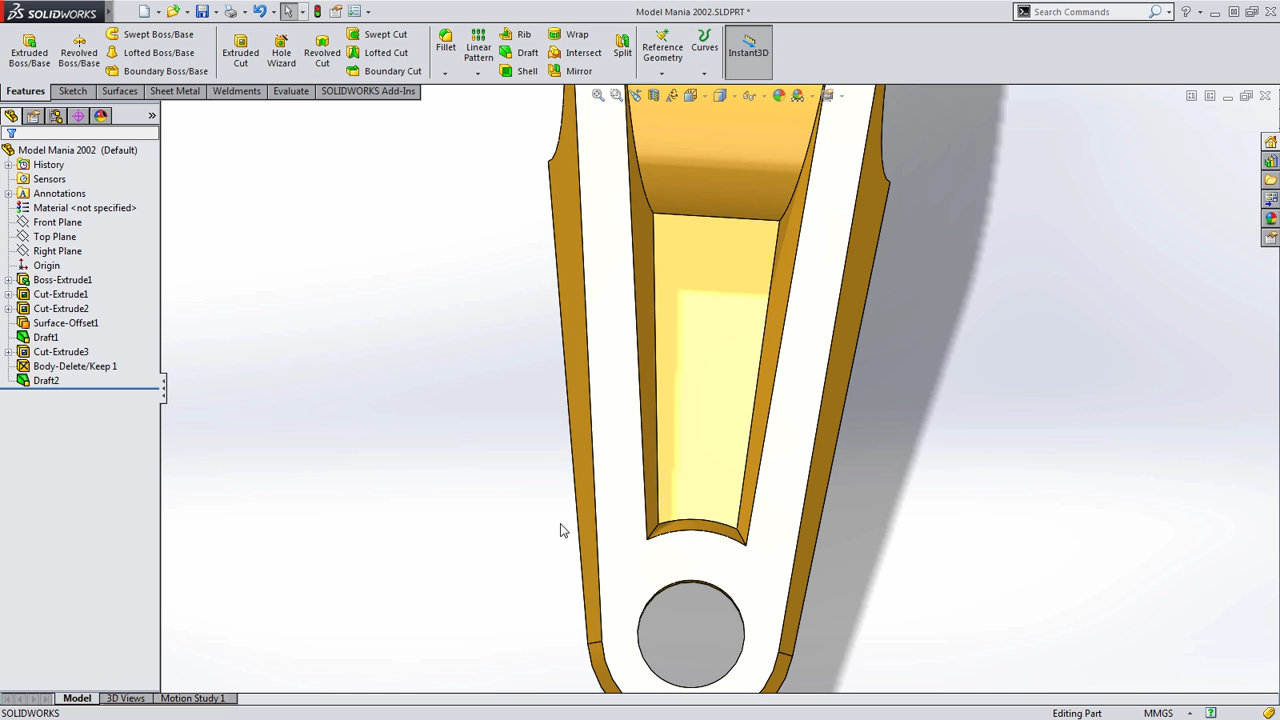 SOLIDWORKS
Model Mania 2002.SLDPRT *
Search Commands
Extruded Boss/Base
Revolved Boss/Base
Swept Boss/Base
Lofted Boss/Base
Boundary Boss/Base
Extruded Cut
Hole Wizard
Revolved Cut
Swept Cut
Lofted Cut
Boundary Cut
Fillet
Linear Pattern
Rib
Draft
Shell
Wrap
Intersect
Mirror
Split
Reference Geometry
Curves
Instant3D
Features
Sketch
Surfaces
Sheet Metal
Weldments
Evaluate
SOLIDWORKS Add-Ins
Model Mania 2002 (Default)
History
Sensors
Annotations
Material <not specified>
Front Plane
Top Plane
Right Plane
Origin
Boss-Extrude1
Cut-Extrude1
Cut-Extrude2
Surface-Offset1
Draft1
Cut-Extrude3
Body-Delete/Keep 1
Draft2
Model
3D Views
Motion Study 1
SOLIDWORKS
Editing Part
MMGS